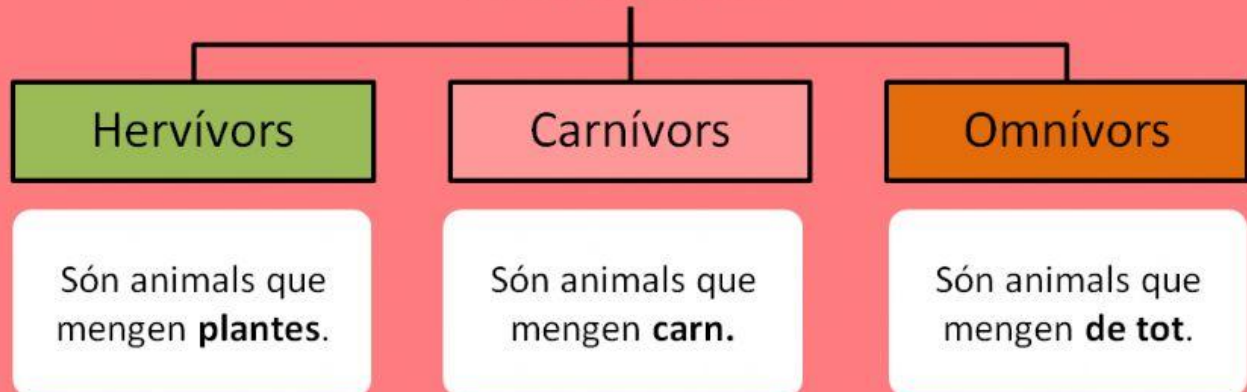 Hervívors
Carnívors
Omnívors
Són animals que
mengen plantes.
Són animals que
mengen carn.
Són animals que
mengen de tot.